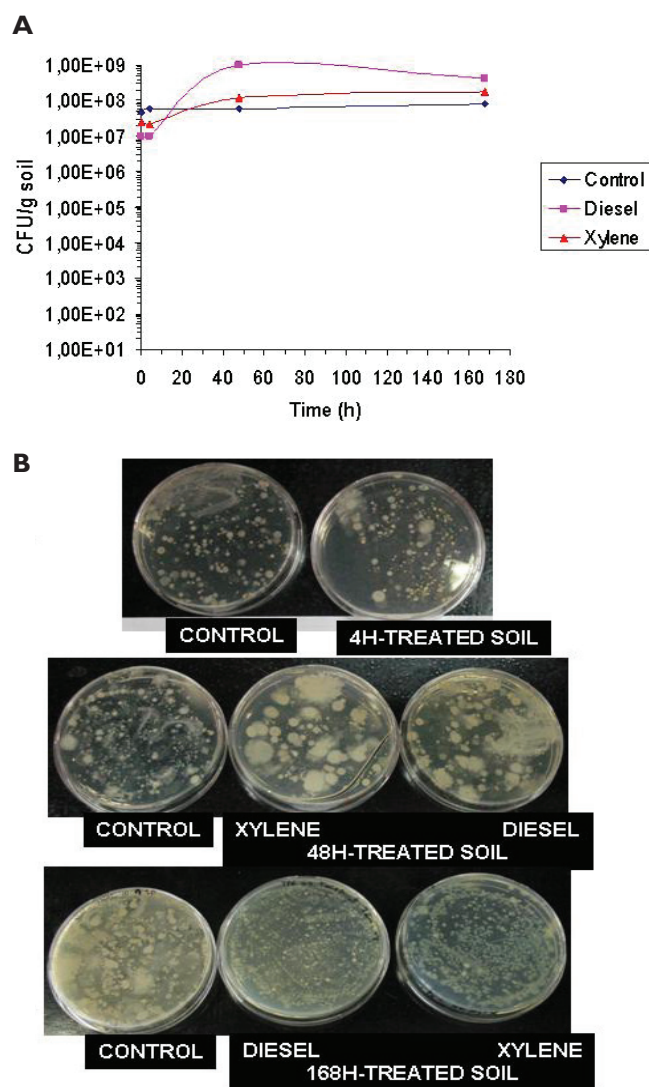 A
1,00E+09
1,00E+08
1,00E+07
1,00E+06
1,00E+05
1,00E+04
1,00E+03
1,00E+02
1,00E+01
CFU/g soil
0 20 40 60 80 100 120 140 160 180
Time (h)
Control
Diesel
Xylene
B
CONTROL 4H-TREATED SOIL
CONTROL XYLENE DIESEL
48H-TREATED SOIL
CONTROL DIESEL XYLENE
168H-TREATED SOIL